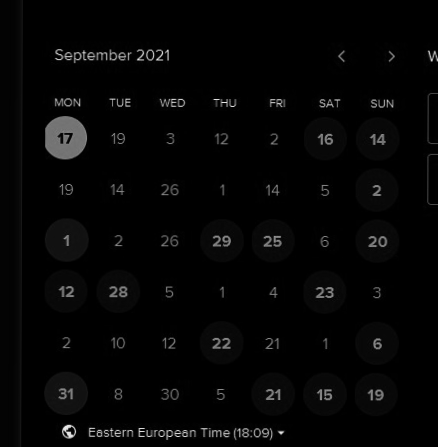 September 2021
W
MON TUE WED THU FRI SAT SUN
17 19 3 12 2 16 14
19 14 26 1 14 5 2
1 2 26 29 25 6 20
12 28 5 1 4 23 3
2 10 12 22 21 1 6
31 8 30 5 21 15 19
Eastern European Time (18:09)